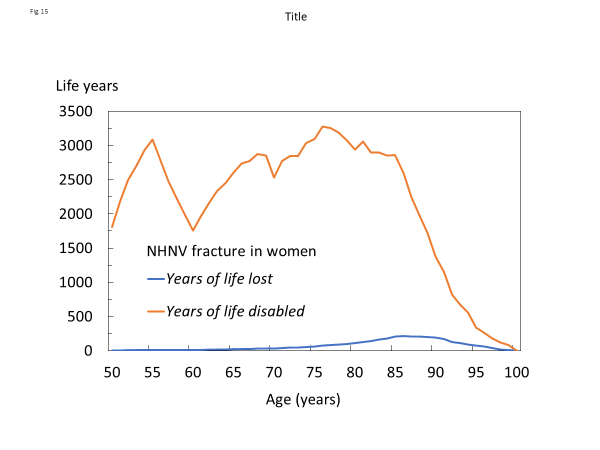 Fig 15
Title
Life years
3500
3000
2500
2000
1500
1000
500
0
NHNV fracture in women
Years of life lost
Years of life disabled
50 55 60 65 70 75 80 85 90 95 100
Age (years)